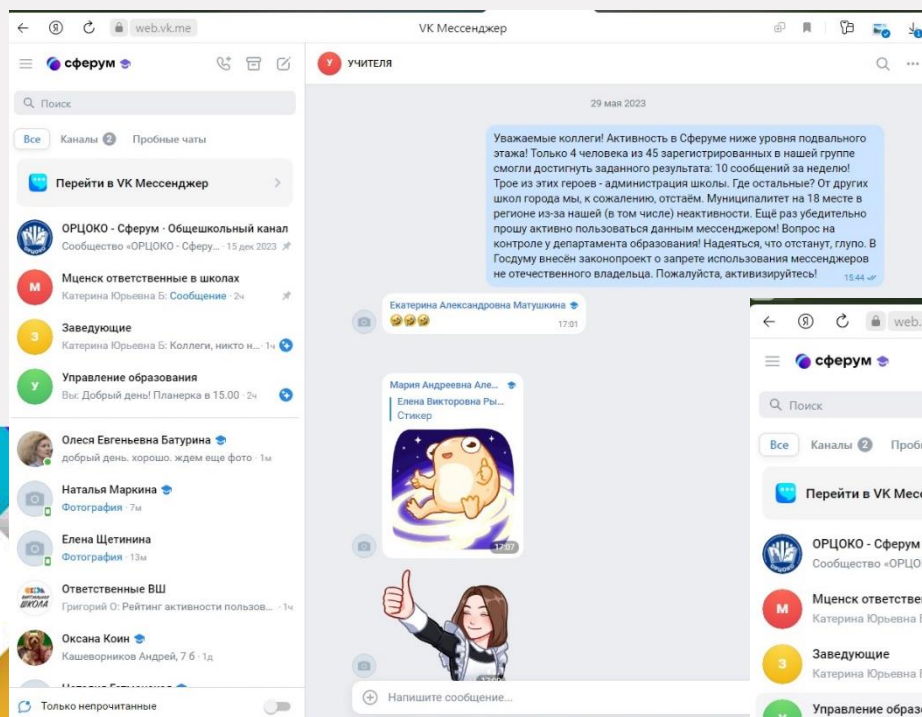 web.vk.me
VK Мессенджер
сферум
УЧИТЕЛЯ
Поиск
Все Каналы 2 Пробные чаты
Перейти в VK Мессенджер
ОРЦОКО - Сферум · Общешкольный канал
Сообщество «ОРЦОКО - Сферу... · 15 дек 2023
М
Мценск ответственные в школах
Катерина Юрьевна Б: Сообщение · 2ч
З
Заведующие
Катерина Юрьевна Б: Коллеги, никто н... · 1ч
У
Управление образования
Вы: Добрый день! Планерка в 15.00 · 2ч
Олеся Евгеньевна Батурина
добрый день. хорошо. ждем еще фото · 1м
Наталья Маркина
Фотография · 7м
Елена Щетинина
Фотография · 13м
Ответственные ВШ
Григорий О: Рейтинг активности пользов... · 1ч
Оксана Коин
Кашеворников Андрей, 7 б · 1д
Только непрочитанные
29 мая 2023
Уважаемые коллеги! Активность в Сферуме ниже уровня подвального
этажа! Только 4 человека из 45 зарегистрированных в нашей группе
смогли достигнуть заданного результата: 10 сообщений за неделю!
Трое из этих героев - администрация школы. Где остальные? От других
школ города мы, к сожалению, отстаём. Муниципалитет на 18 месте в
регионе из-за нашей (в том числе) неактивности. Ещё раз убедительно
прошу активно пользоваться данным мессенджером! Вопрос на
контроле у департамента образования! Надеяться, что отстанут, глупо. В
Госдуму внесён законопроект о запрете использования мессенджеров
не отечественного владельца. Пожалуйста, активизируйтесь! 15:44
Екатерина Александровна Матушкина
17:01
Мария Андреевна Але...
Елена Викторовна Ры...
Стикер
17:07
Напишите сообщение...
web.
сферум
Поиск
Все Каналы 2 Проб
Перейти в VK Месс
ОРЦОКО - Сферум
Сообщество «ОРЦО
М
Мценск ответстве
Катерина Юрьевна Б
З
Заведующие
Катерина Юрьевна Б
Управление образ